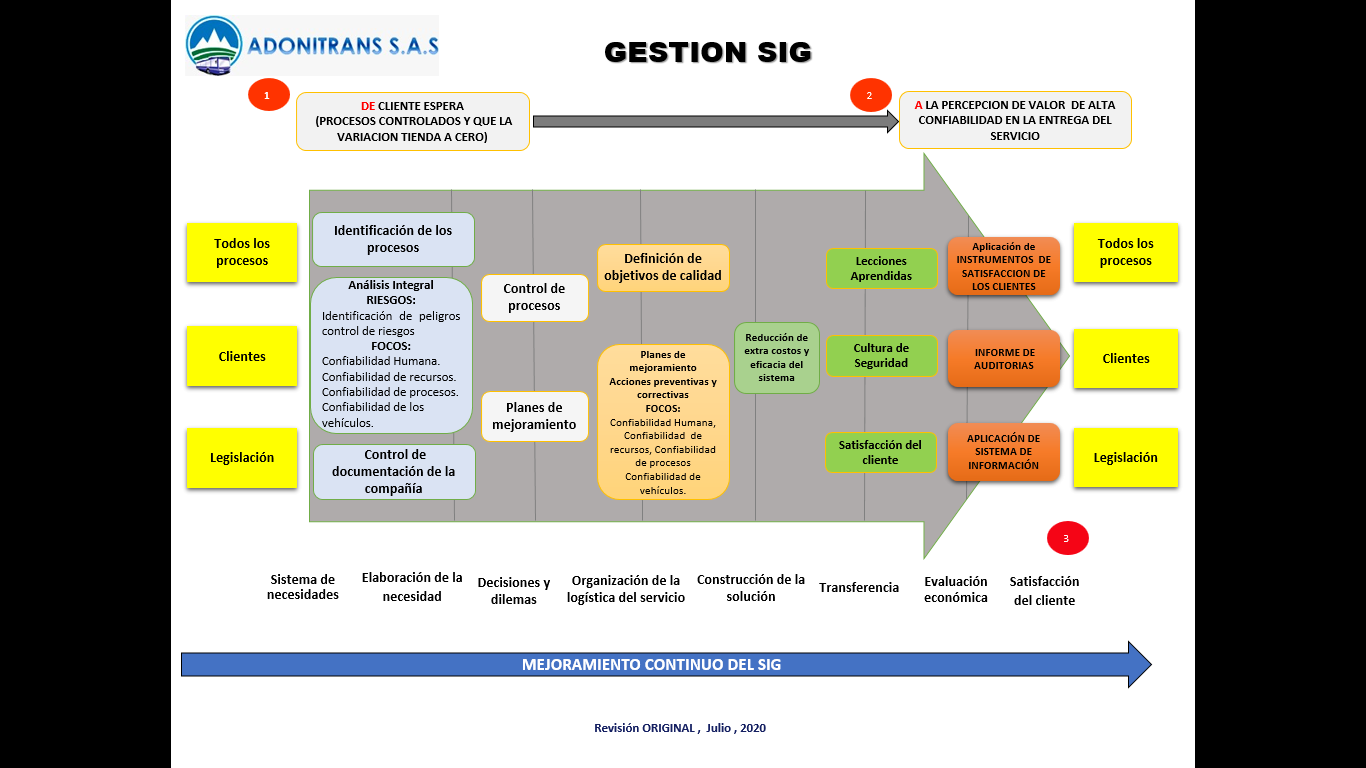 ADONITRANS S.A.S
GESTION SIG
1
DE CLIENTE ESPERA
(PROCESOS CONTROLADOS Y QUE LA
VARIACION TIENDA A CERO)
2
A LA PERCEPCION DE VALOR DE ALTA
CONFIABILIDAD EN LA ENTREGA DEL
SERVICIO
Todos los
procesos
Clientes
Legislación
Identificación de los
procesos
Análisis Integral
RIESGOS:
Identificación de peligros
control de riesgos
FOCOS:
Confiabilidad Humana.
Confiabilidad de recursos.
Confiabilidad de procesos.
Confiabilidad de los
vehículos.
Control de
documentación de la
compañía
Control de
procesos
Planes de
mejoramiento
Definición de
objetivos de calidad
Planes de
mejoramiento
Acciones preventivas y
correctivas
FOCOS:
Confiabilidad Humana,
Confiabilidad de
recursos, Confiabilidad
de procesos
Confiabilidad de
vehículos.
Reducción de
extra costos y
eficacia del
sistema
Lecciones
Aprendidas
Cultura de
Seguridad
Satisfacción del
cliente
Aplicación de
INSTRUMENTOS DE
SATISFACCION DE
LOS CLIENTES
INFORME DE
AUDITORIAS
APLICACIÓN DE
SISTEMA DE
INFORMACIÓN
Todos los
procesos
Clientes
Legislación
3
Sistema de
necesidades
Elaboración de la
necesidad
Decisiones y
dilemas
Organización de la
logística del servicio
Construcción de la
solución
Transferencia
Evaluación
económica
Satisfacción
del cliente
MEJORAMIENTO CONTINUO DEL SIG
Revisión ORIGINAL , Julio , 2020